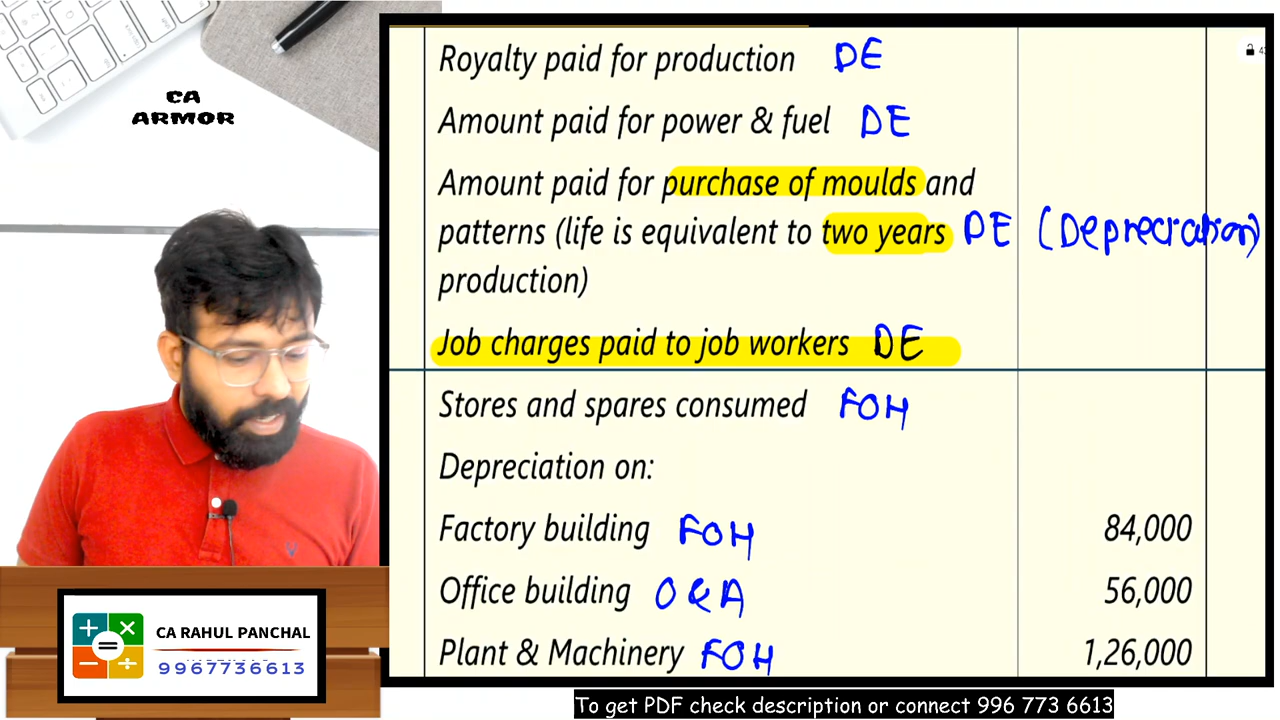 CA
ARMOR
Royalty paid for production DE
Amount paid for power & fuel DE
Amount paid for purchase of moulds and
patterns (life is equivalent to two years DE (Depreciation)
production)
Job charges paid to job workers DE
Stores and spares consumed FOH
Depreciation on:
Factory building FOH 84,000
Office building O&A 56,000
Plant & Machinery FOH 1,26,000
CA RAHUL PANCHAL
9967736613
To get PDF check description or connect 996 773 6613